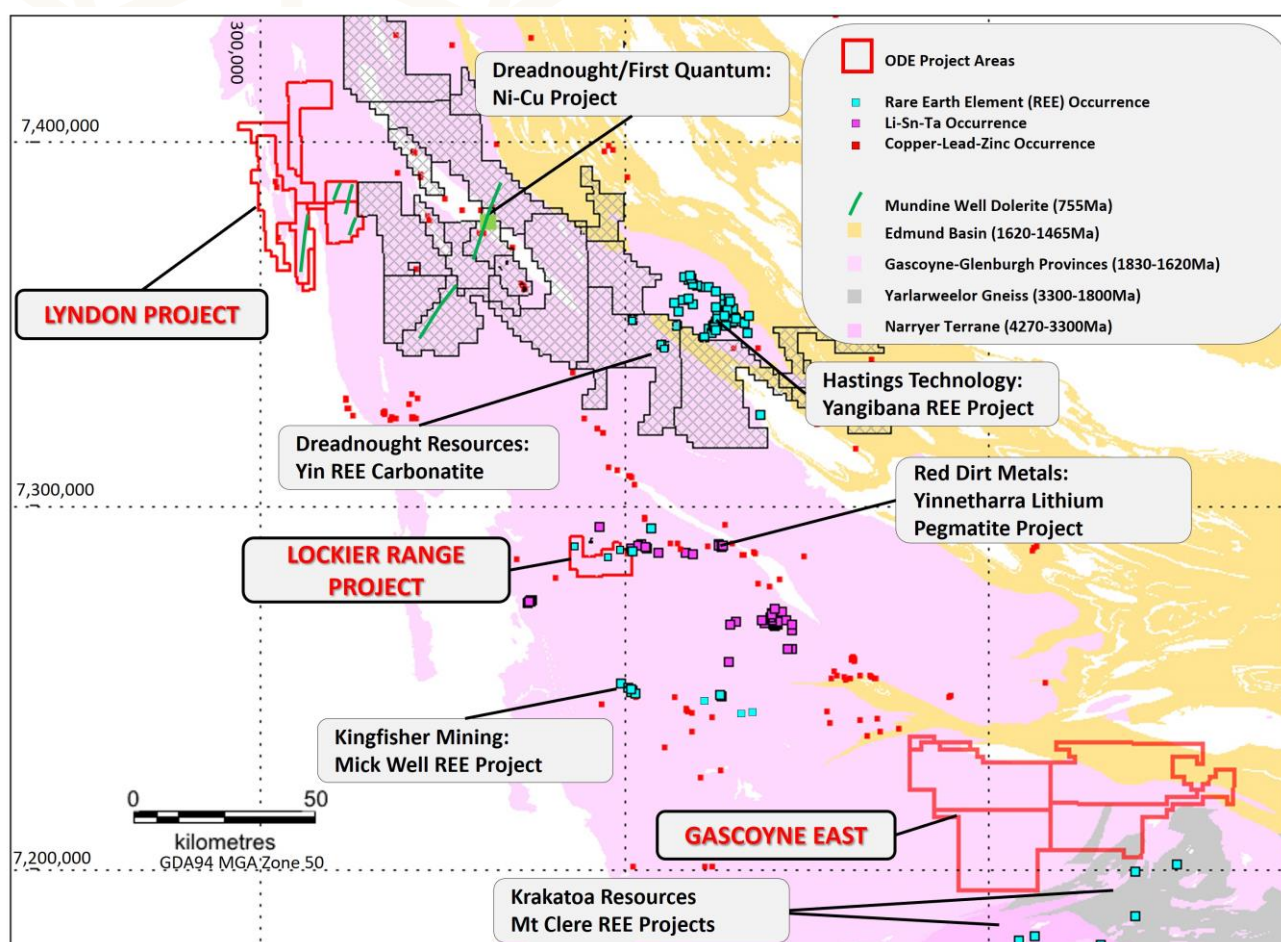 300,000
7,400,000
7,300,000
7,200,000
Dreadnought/First Quantum:
Ni-Cu Project
ODE Project Areas
Rare Earth Element (REE) Occurrence
Li-Sn-Ta Occurrence
Copper-Lead-Zinc Occurrence
Mundine Well Dolerite (755Ma)
Edmund Basin (1620-1465Ma)
Gascoyne-Glenburgh Provinces (1830-1620Ma)
Yarlarweelor Gneiss (3300-1800Ma)
Narryer Terrane (4270-3300Ma)
LYNDON PROJECT
Hastings Technology:
Yangibana REE Project
Dreadnought Resources:
Yin REE Carbonatite
Red Dirt Metals:
Yinnetharra Lithium
Pegmatite Project
LOCKIER RANGE
PROJECT
Kingfisher Mining:
Mick Well REE Project
0 50
kilometres
GDA94 MGA Zone 50
GASCOYNE EAST
Krakatoa Resources
Mt Clere REE Projects